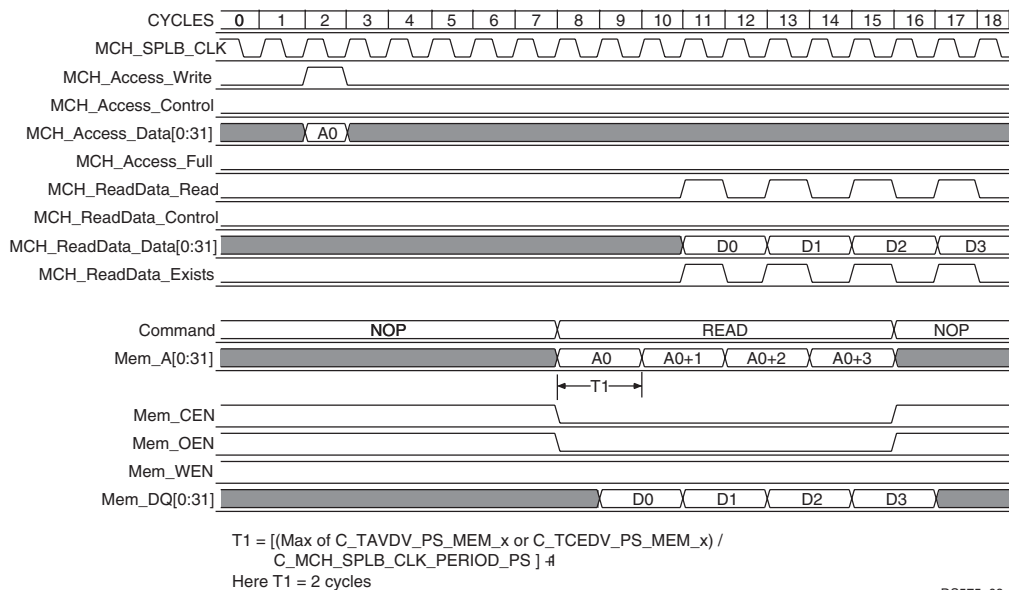 CYCLES 0 1 2 3 4 5 6 7 8 9 10 11 12 13 14 15 16 17 18
MCH_SPLB_CLK
MCH_Access_Write
MCH_Access_Control
MCH_Access_Data[0:31] A0
MCH_Access_Full
MCH_ReadData_Read
MCH_ReadData_Control
MCH_ReadData_Data[0:31] D0 D1 D2 D3
MCH_ReadData_Exists
Command NOP READ NOP
Mem_A[0:31] A0 A0+1 A0+2 A0+3
T1
Mem_CEN
Mem_OEN
Mem_WEN
Mem_DQ[0:31] D0 D1 D2 D3
T1 = [(Max of C_TAVDV_PS_MEM_x or C_TCEDV_PS_MEM_x) /
C_MCH_SPLB_CLK_PERIOD_PS ] +1
Here T1 = 2 cycles